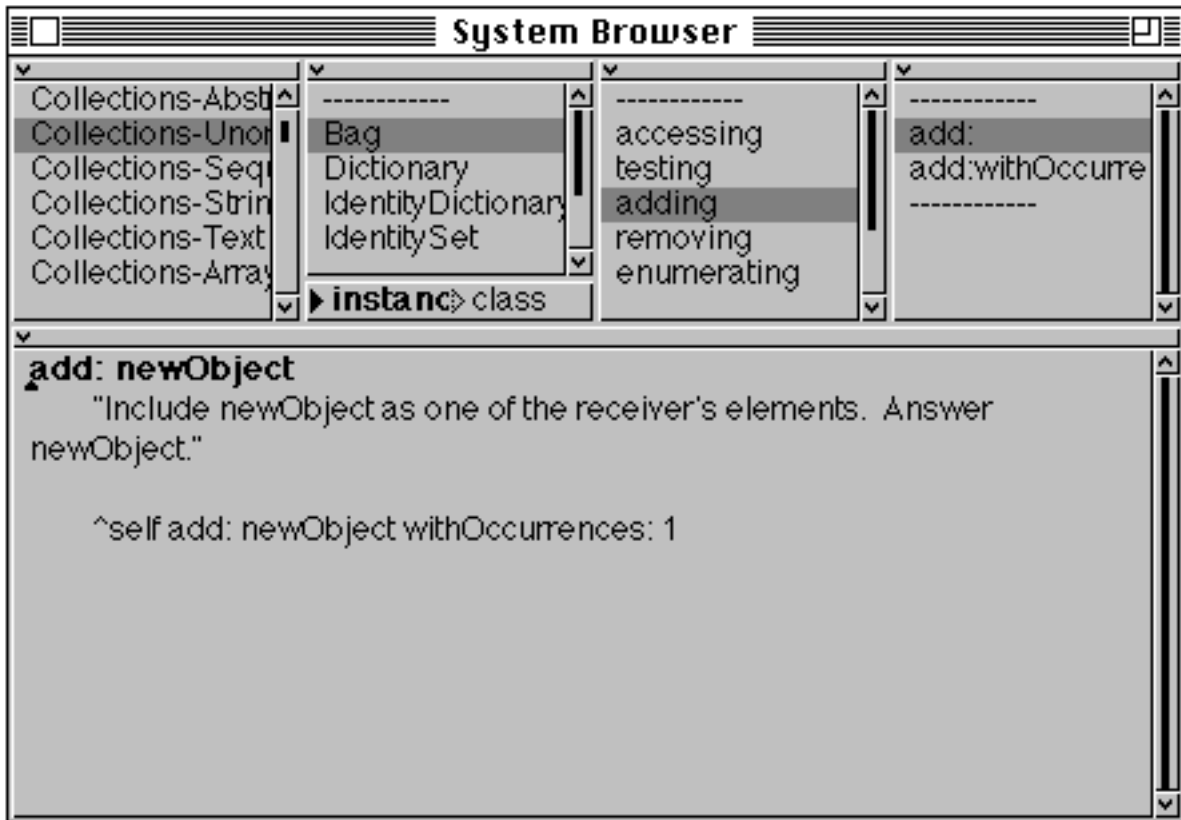 System Browser
Collections-Abst
Collections-Unor
Collections-Sequ
Collections-Strin
Collections-Text
Collections-Array
------------
Bag
Dictionary
IdentityDictionary
IdentitySet
instanc class
------------
accessing
testing
adding
removing
enumerating
------------
add:
add:withOccurre
------------
add: newObject
"Include newObject as one of the receiver's elements.  Answer
newObject."
^self add: newObject withOccurrences: 1